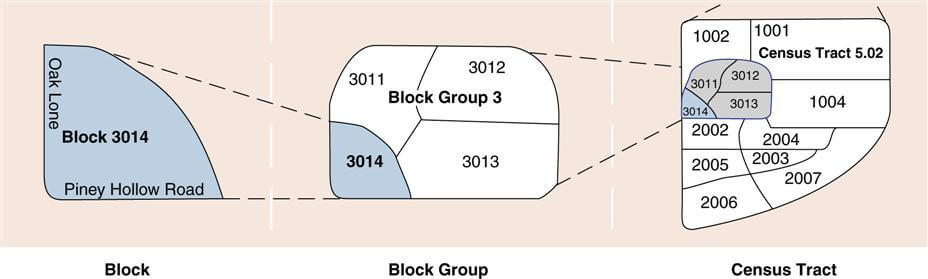 Oak Lone
Block 3014
Piney Hollow Road
3011
3012
Block Group 3
3014
3013
1002
1001
Census Tract 5.02
3011
3012
3014
3013
1004
2002
2004
2005
2003
2007
2006
Block
Block Group
Census Tract